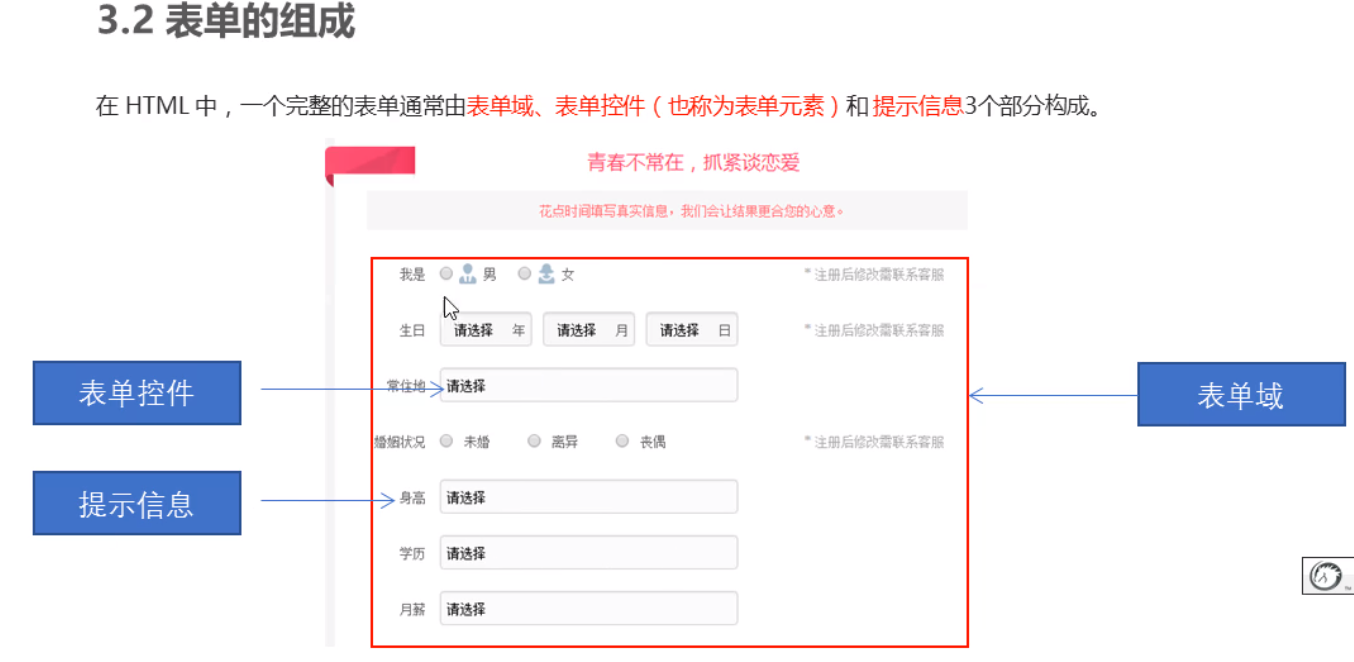 3.2 表单的组成
在 HTML 中，一个完整的表单通常由表单域、表单控件（也称为表单元素）和 提示信息3个部分构成。
青春不常在，抓紧谈恋爱
花点时间填写真实信息，我们会让结果更合您的心意。
我是 男 女 *注册后修改需联系客服
生日 请选择 年 请选择 月 请选择 日 *注册后修改需联系客服
表单控件
常住地 请选择
表单域
婚姻状况 未婚 离异 丧偶 *注册后修改需联系客服
提示信息
身高 请选择
学历 请选择
月薪 请选择